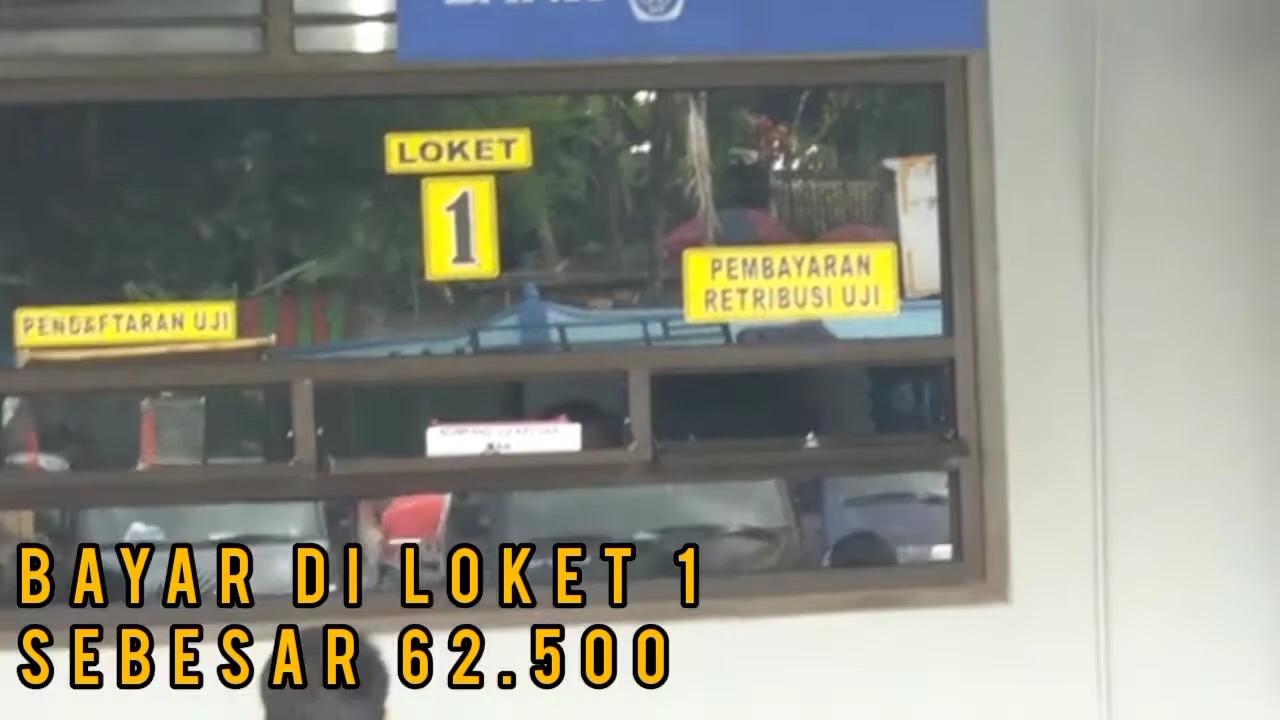 LOKET
1
PEMBAYARAN
RETRIBUSI UJI
PENDAFTARAN UJI
BAYAR DI LOKET 1
SEBESAR 62.500